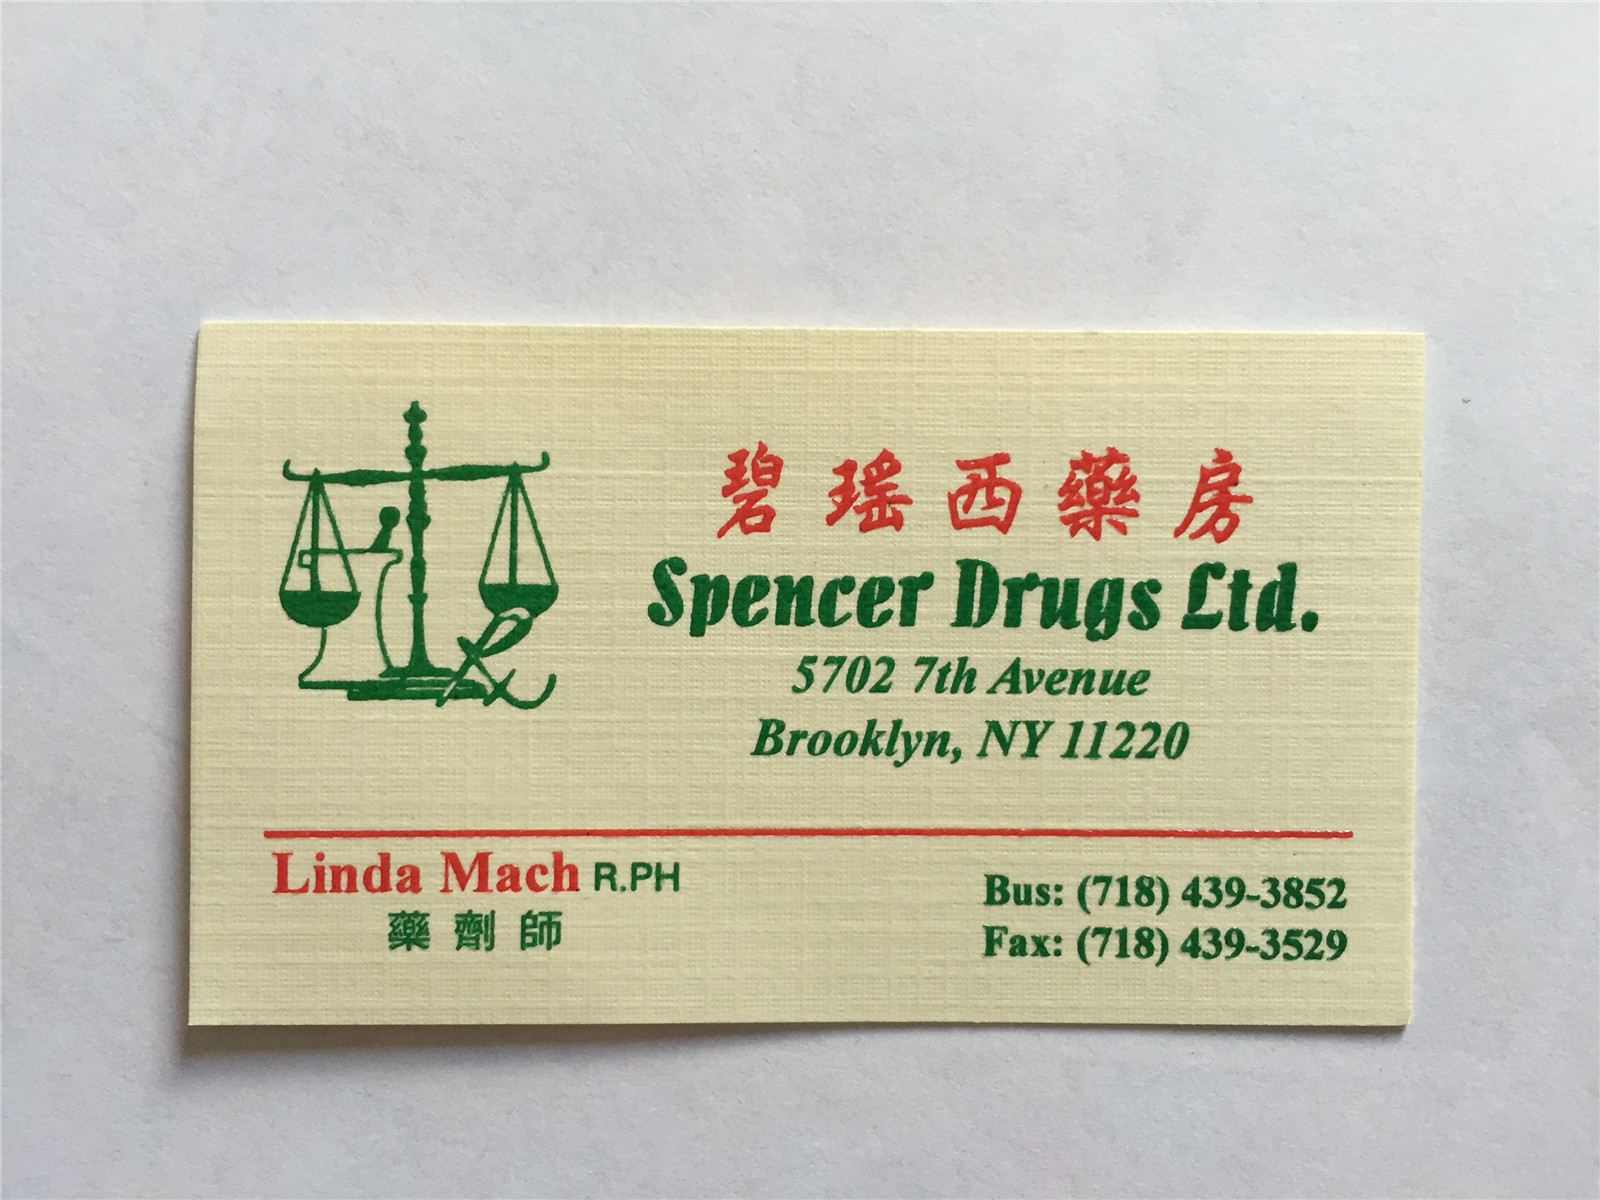 碧瑶西藥房
Spencer Drugs Ltd.
5702 7th Avenue
Brooklyn, NY 11220
Linda Mach R.PH
藥劑師
Bus: (718) 439-3852
Fax: (718) 439-3529